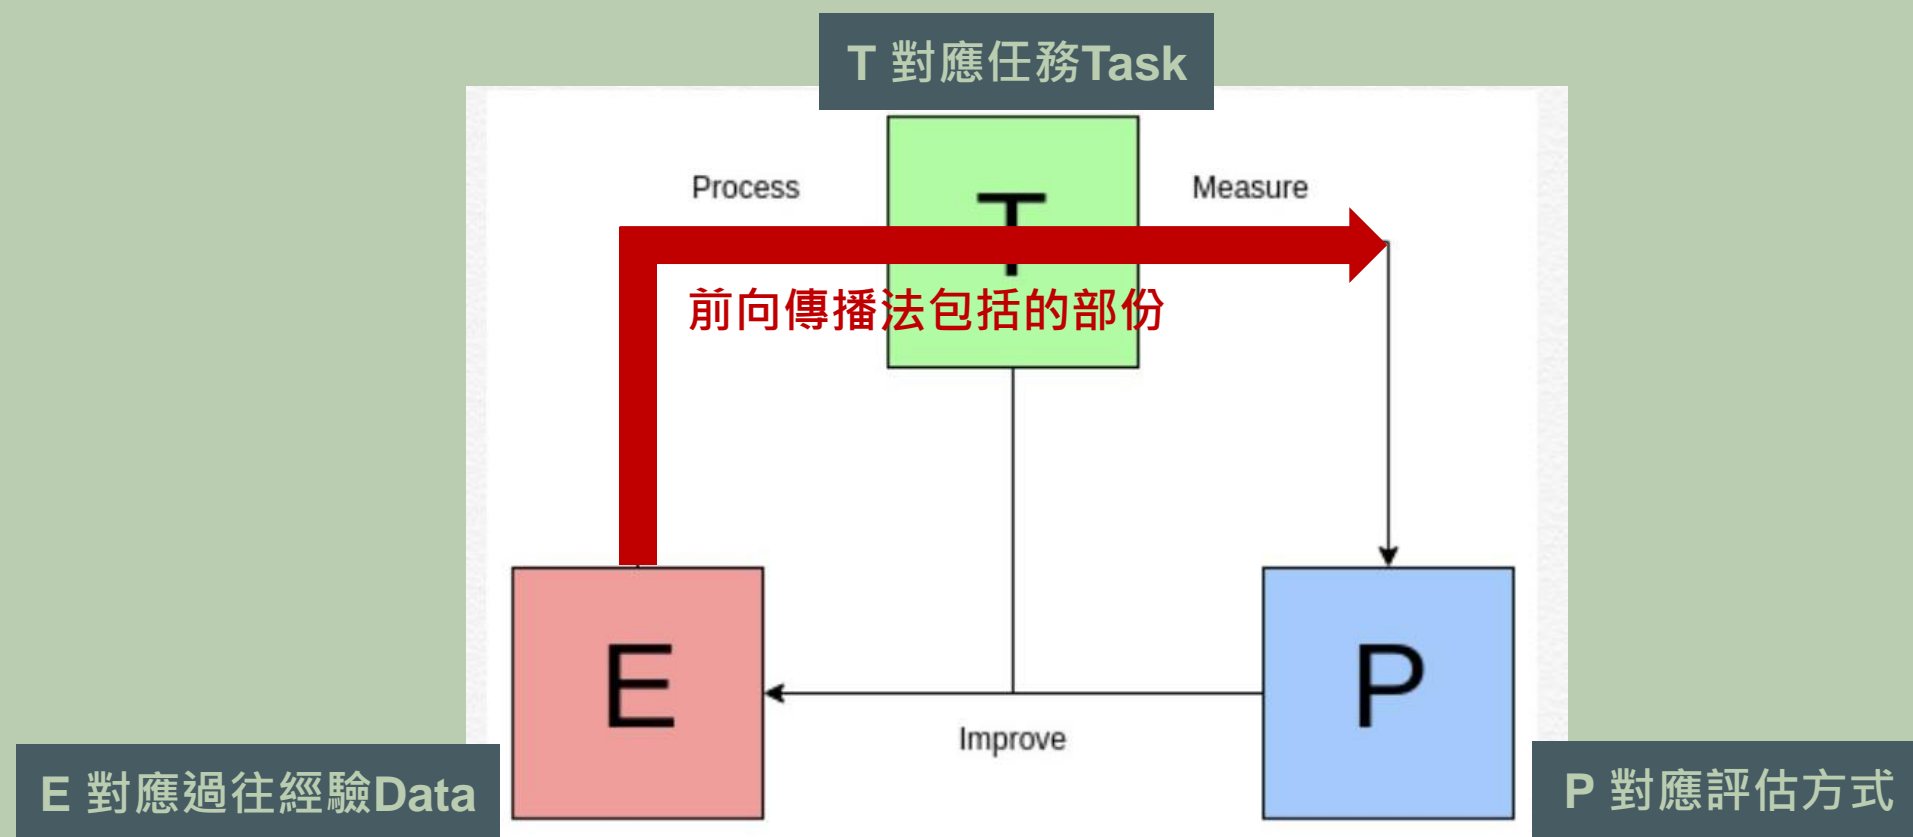 T 對應任務Task
Process
T
Measure
前向傳播法包括的部份
E
P
Improve
E 對應過往經驗Data
P 對應評估方式